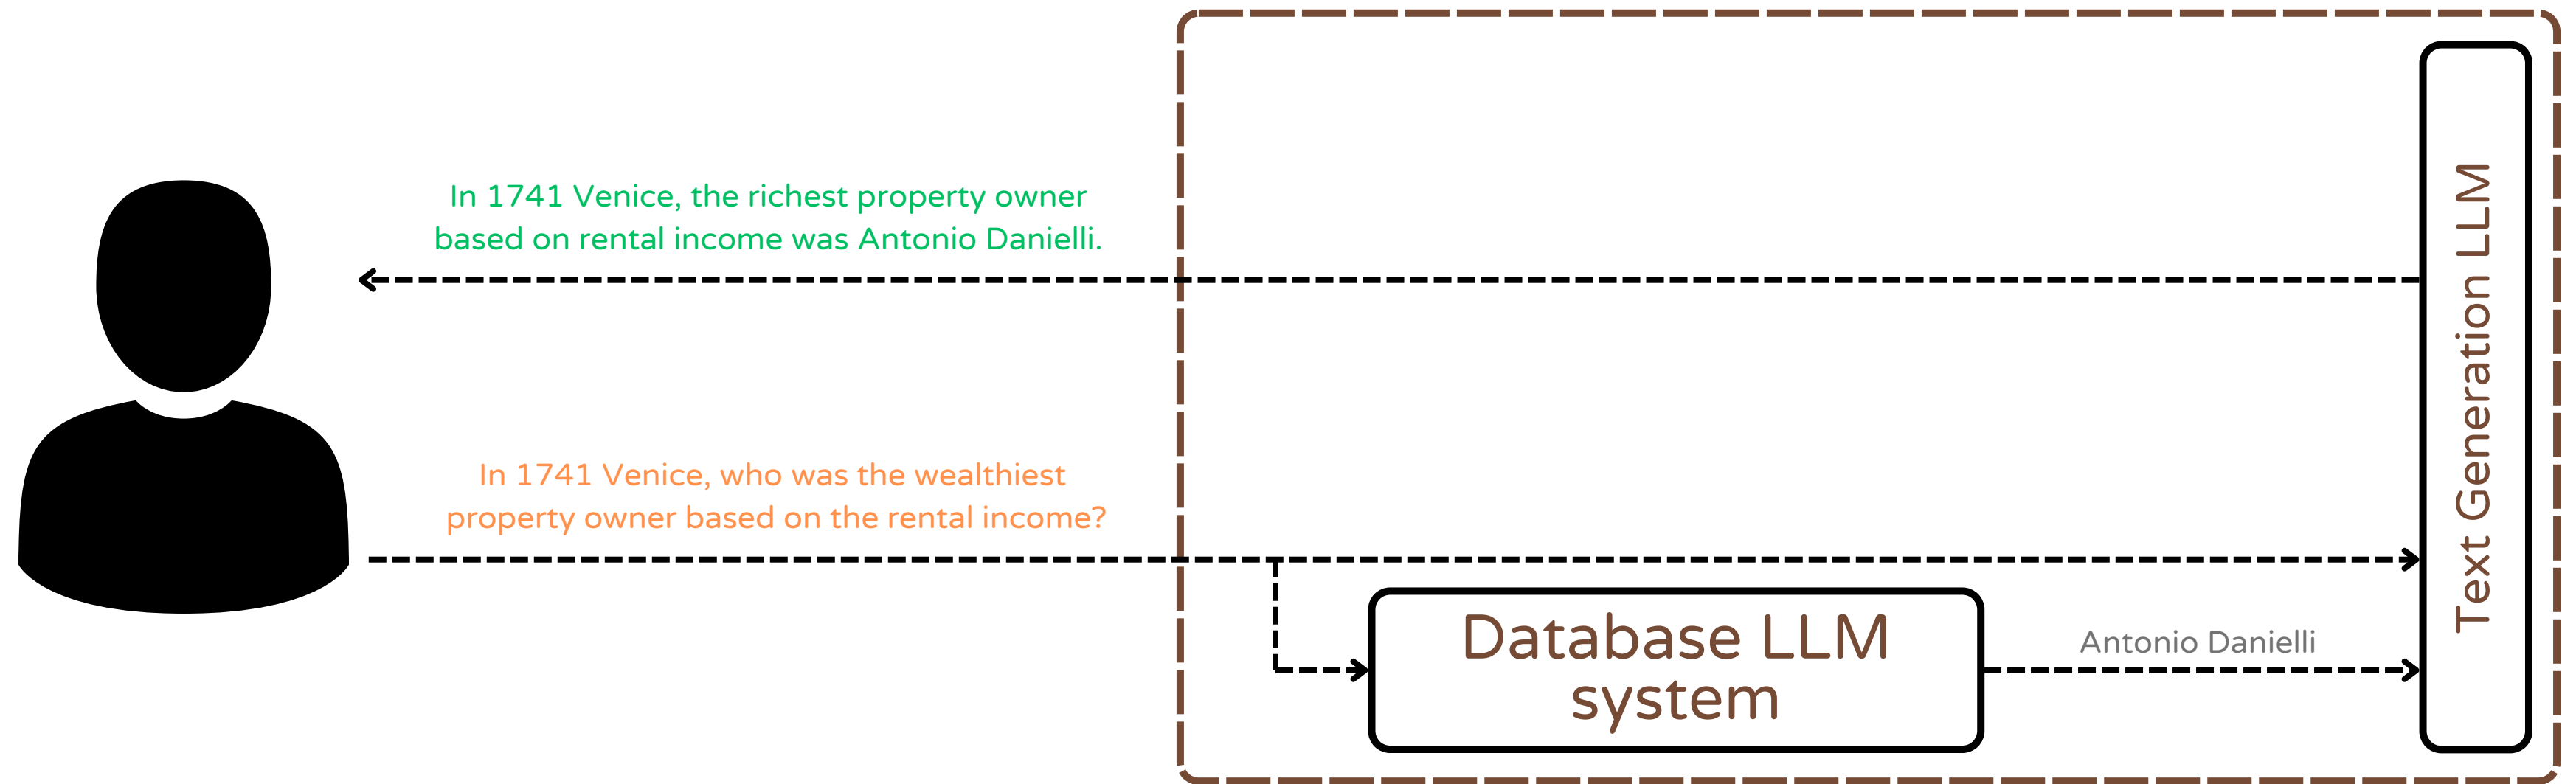 In 1741 Venice, the richest property owner
based on rental income was Antonio Danielli.
In 1741 Venice, who was the wealthiest
property owner based on the rental income?
Database LLM
system
Antonio Danielli
Text Generation LLM